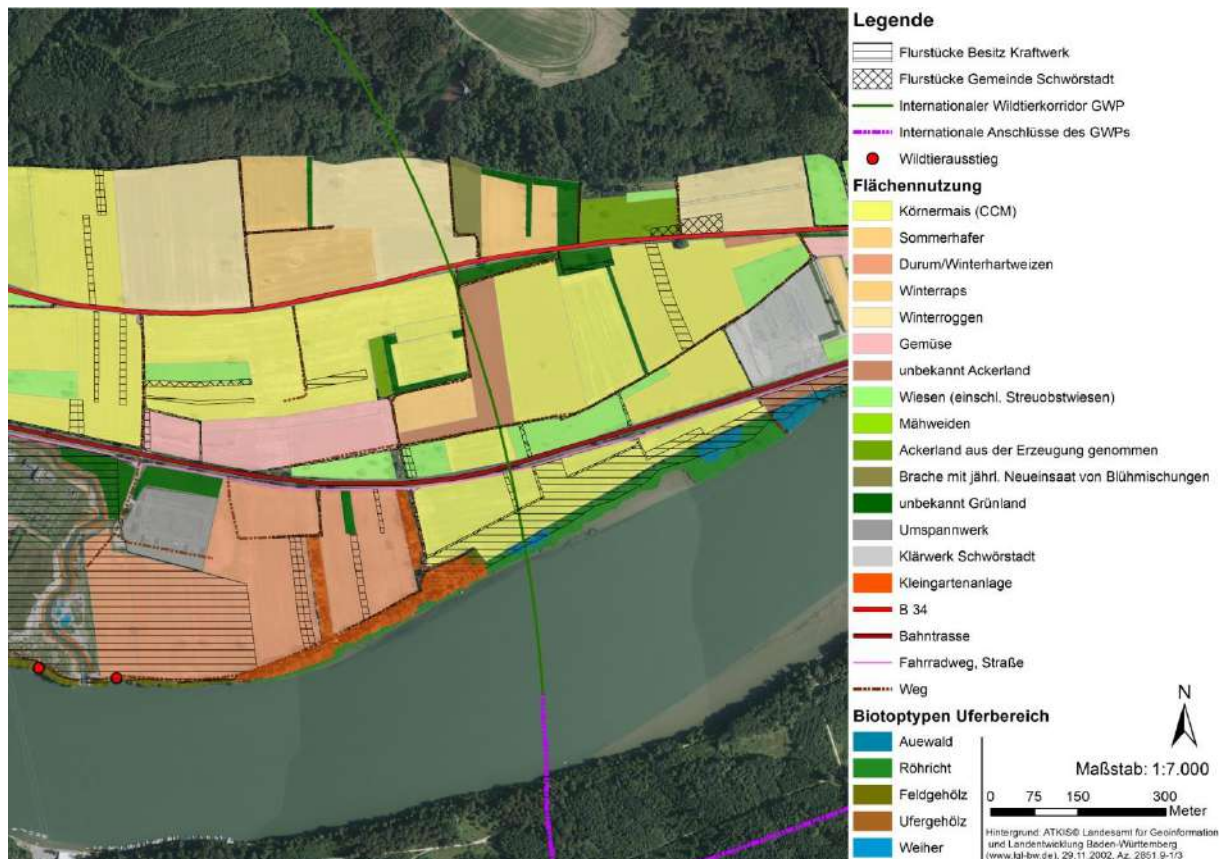 Legende
Flurstücke Besitz Kraftwerk
Flurstücke Gemeinde Schwörstadt
Internationaler Wildtierkorridor GWP
Internationale Anschlüsse des GWPs
Wildtierausstieg
Flächennutzung
Körnermais (CCM)
Sommerhafer
Durum/Winterhartweizen
Winterraps
Winterroggen
Gemüse
unbekannt Ackerland
Wiesen (einschl. Streuobstwiesen)
Mähweiden
Ackerland aus der Erzeugung genommen
Brache mit jährl. Neueinsaat von Blühmischungen
unbekannt Grünland
Umspannwerk
Klärwerk Schwörstadt
Kleingartenanlage
B 34
Bahntrasse
Fahrradweg, Straße
Weg
Biotoptypen Uferbereich
Auewald
Röhricht
Feldgehölz
Ufergehölz
Weiher
N
Maßstab: 1:7.000
0 75 150 300
Meter
Hintergrund: ATKIS® Landesamt für Geoinformation
und Landentwicklung Baden-Württemberg
(www.lgl-bw.de), 29.11.2002, Az. 2851.9-1/3